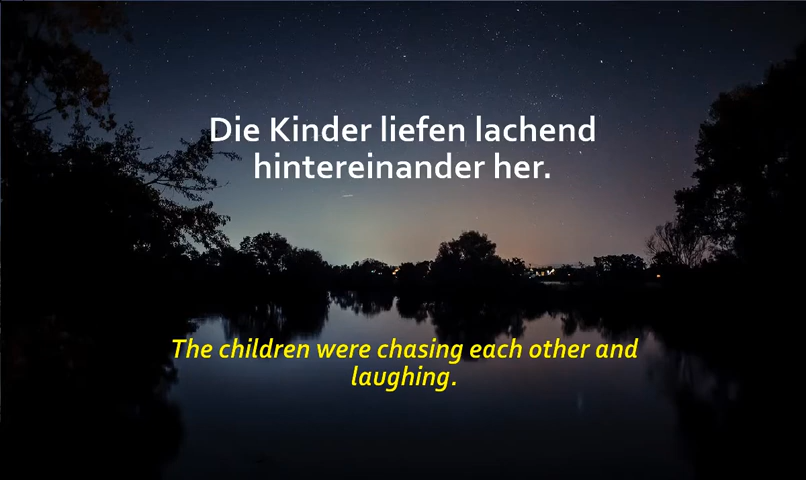 Die Kinder liefen lachend
hintereinander her.
The children were chasing each other and
laughing.